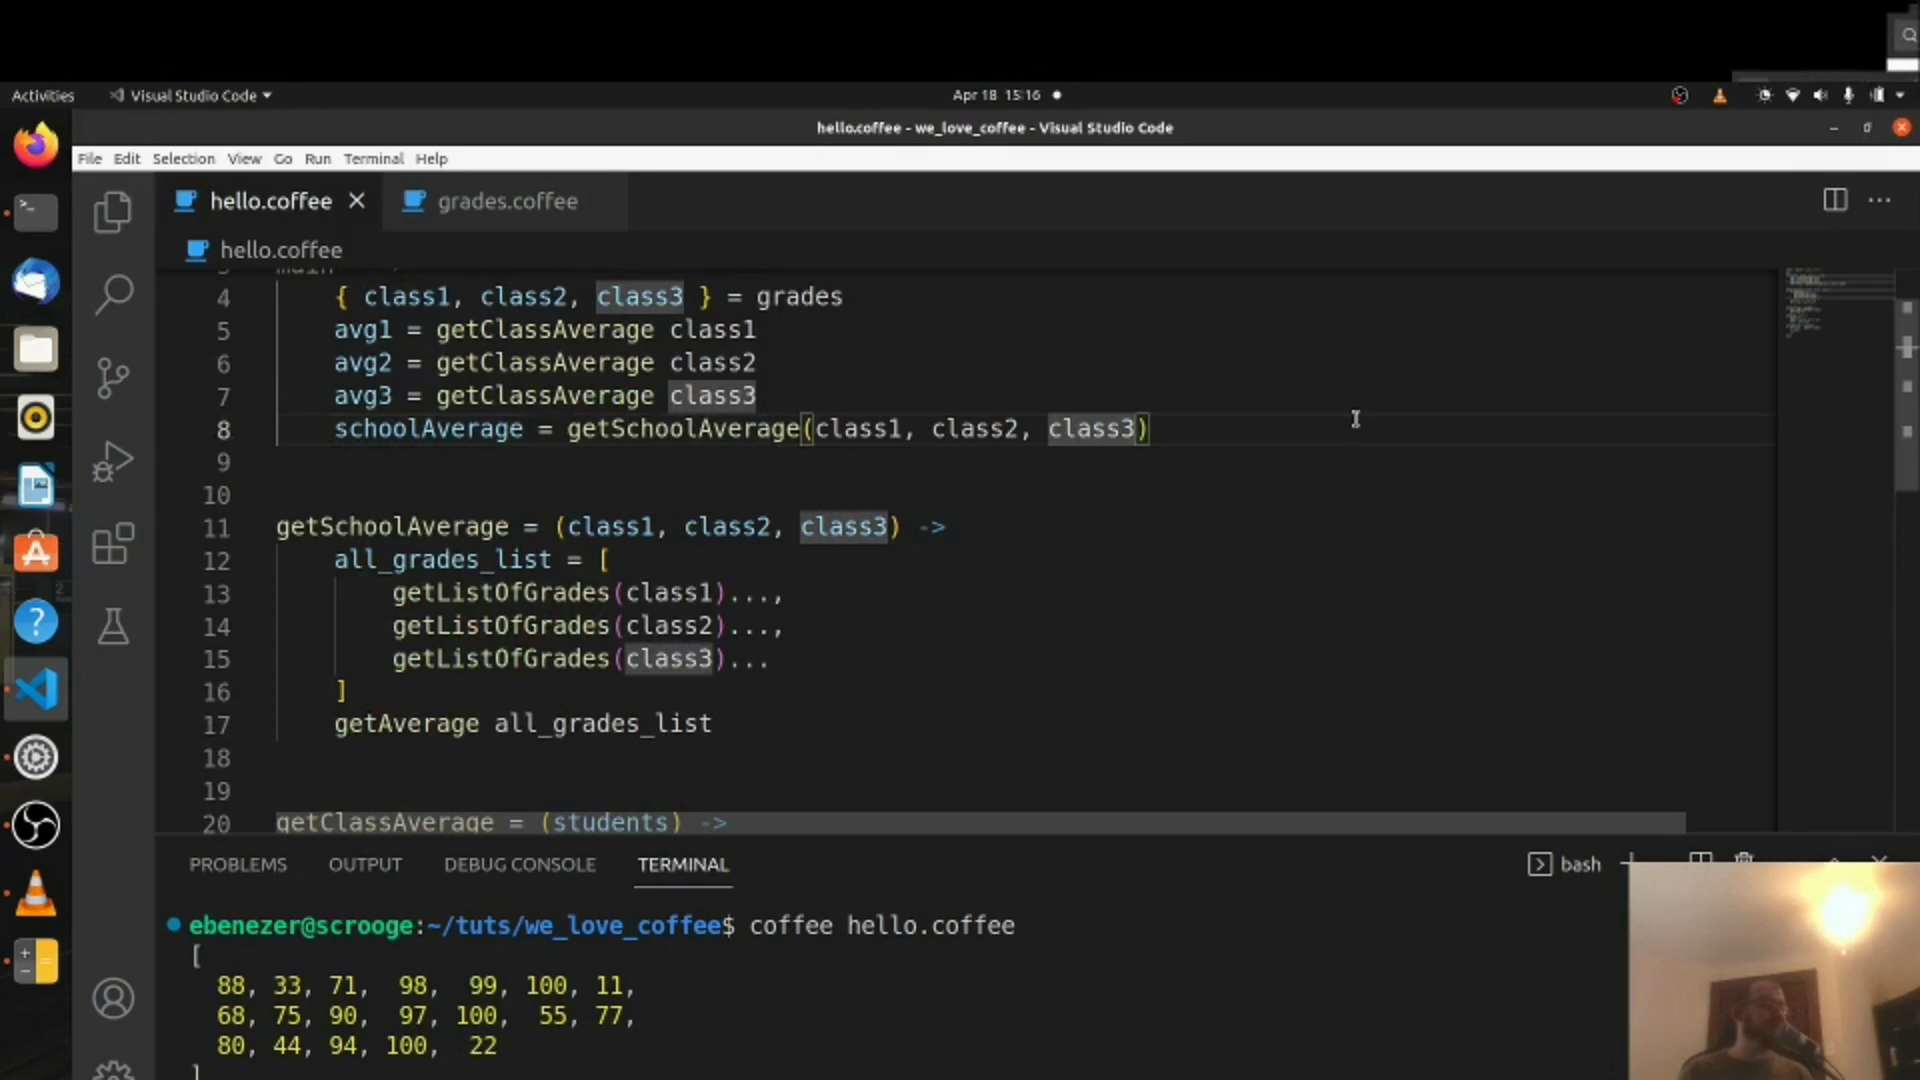 Activities
Visual Studio Code
Apr 18 15:16
hello.coffee - we_love_coffee - Visual Studio Code
File Edit Selection View Go Run Terminal Help
hello.coffee
grades.coffee
hello.coffee
4 { class1, class2, class3 } = grades
5 avg1 = getClassAverage class1
6 avg2 = getClassAverage class2
7 avg3 = getClassAverage class3
8 schoolAverage = getSchoolAverage(class1, class2, class3)
9
10
11 getSchoolAverage = (class1, class2, class3) ->
12 all_grades_list = [
13 getListOfGrades(class1)...,
14 getListOfGrades(class2)...,
15 getListOfGrades(class3)...
16 ]
17 getAverage all_grades_list
18
19
20 getClassAverage = (students) ->
PROBLEMS OUTPUT DEBUG CONSOLE TERMINAL
bash
ebenezer@scrooge:~/tuts/we_love_coffee$ coffee hello.coffee
[
88, 33, 71, 98, 99, 100, 11,
68, 75, 90, 97, 100, 55, 77,
80, 44, 94, 100, 22
]